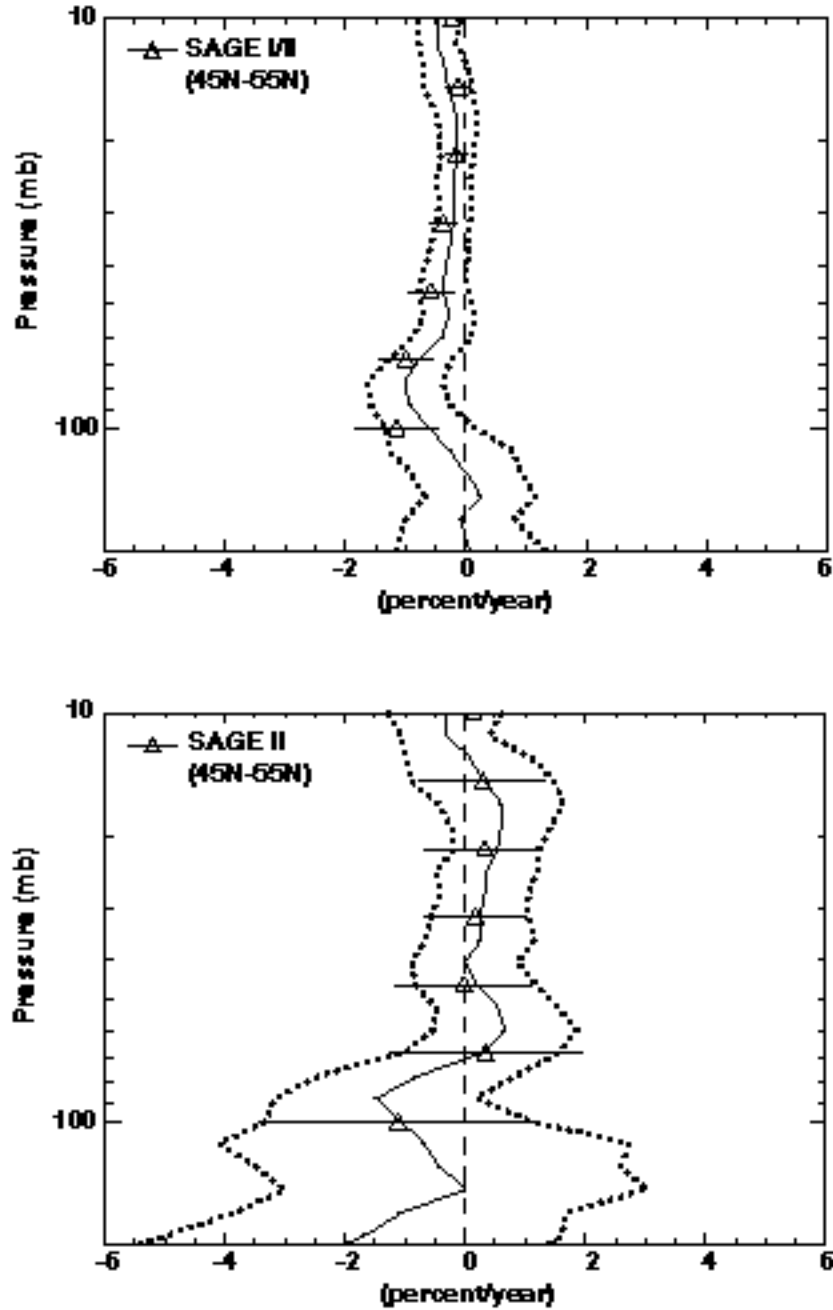 10
SAGE I/II
(45N-55N)
Pressure (mb)
100
-6 -4 -2 0 2 4 6
(percent/year)
10
SAGE II
(45N-55N)
Pressure (mb)
100
-6 -4 -2 0 2 4 6
(percent/year)